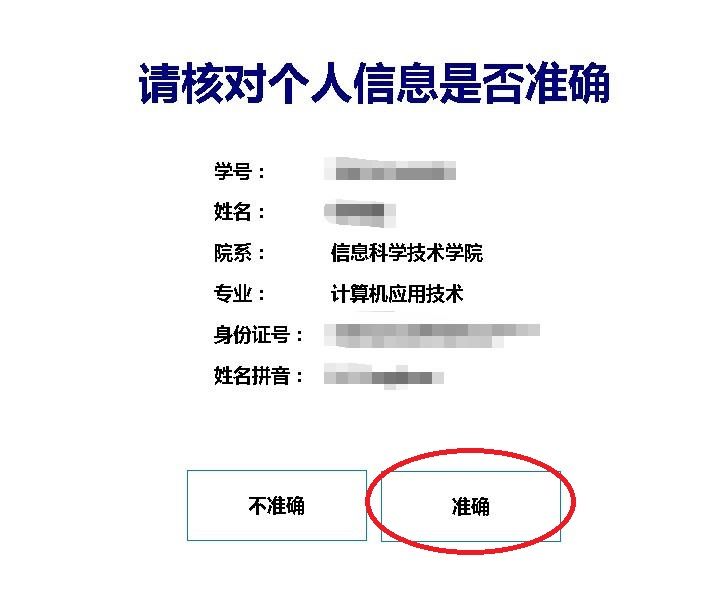 请核对个人信息是否准确
学号：
姓名：
院系： 信息科学技术学院
专业： 计算机应用技术
身份证号：
姓名拼音：
不准确 准确